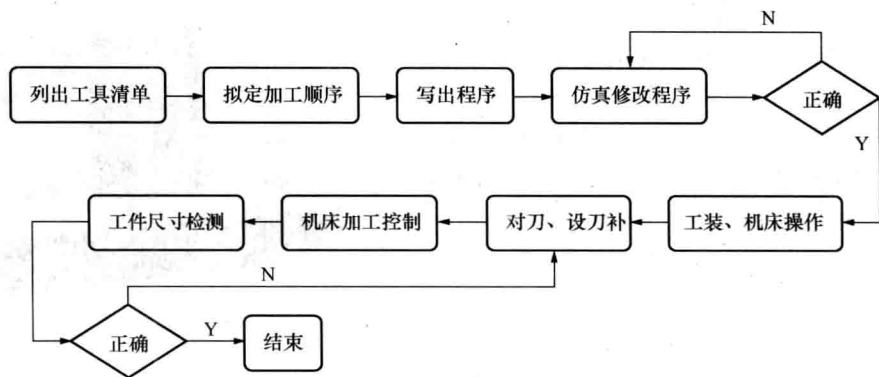 N
列出工具清单
拟定加工顺序
写出程序
仿真修改程序
正确
Y
工件尺寸检测
机床加工控制
对刀、设刀补
工装、机床操作
N
正确
Y
结束